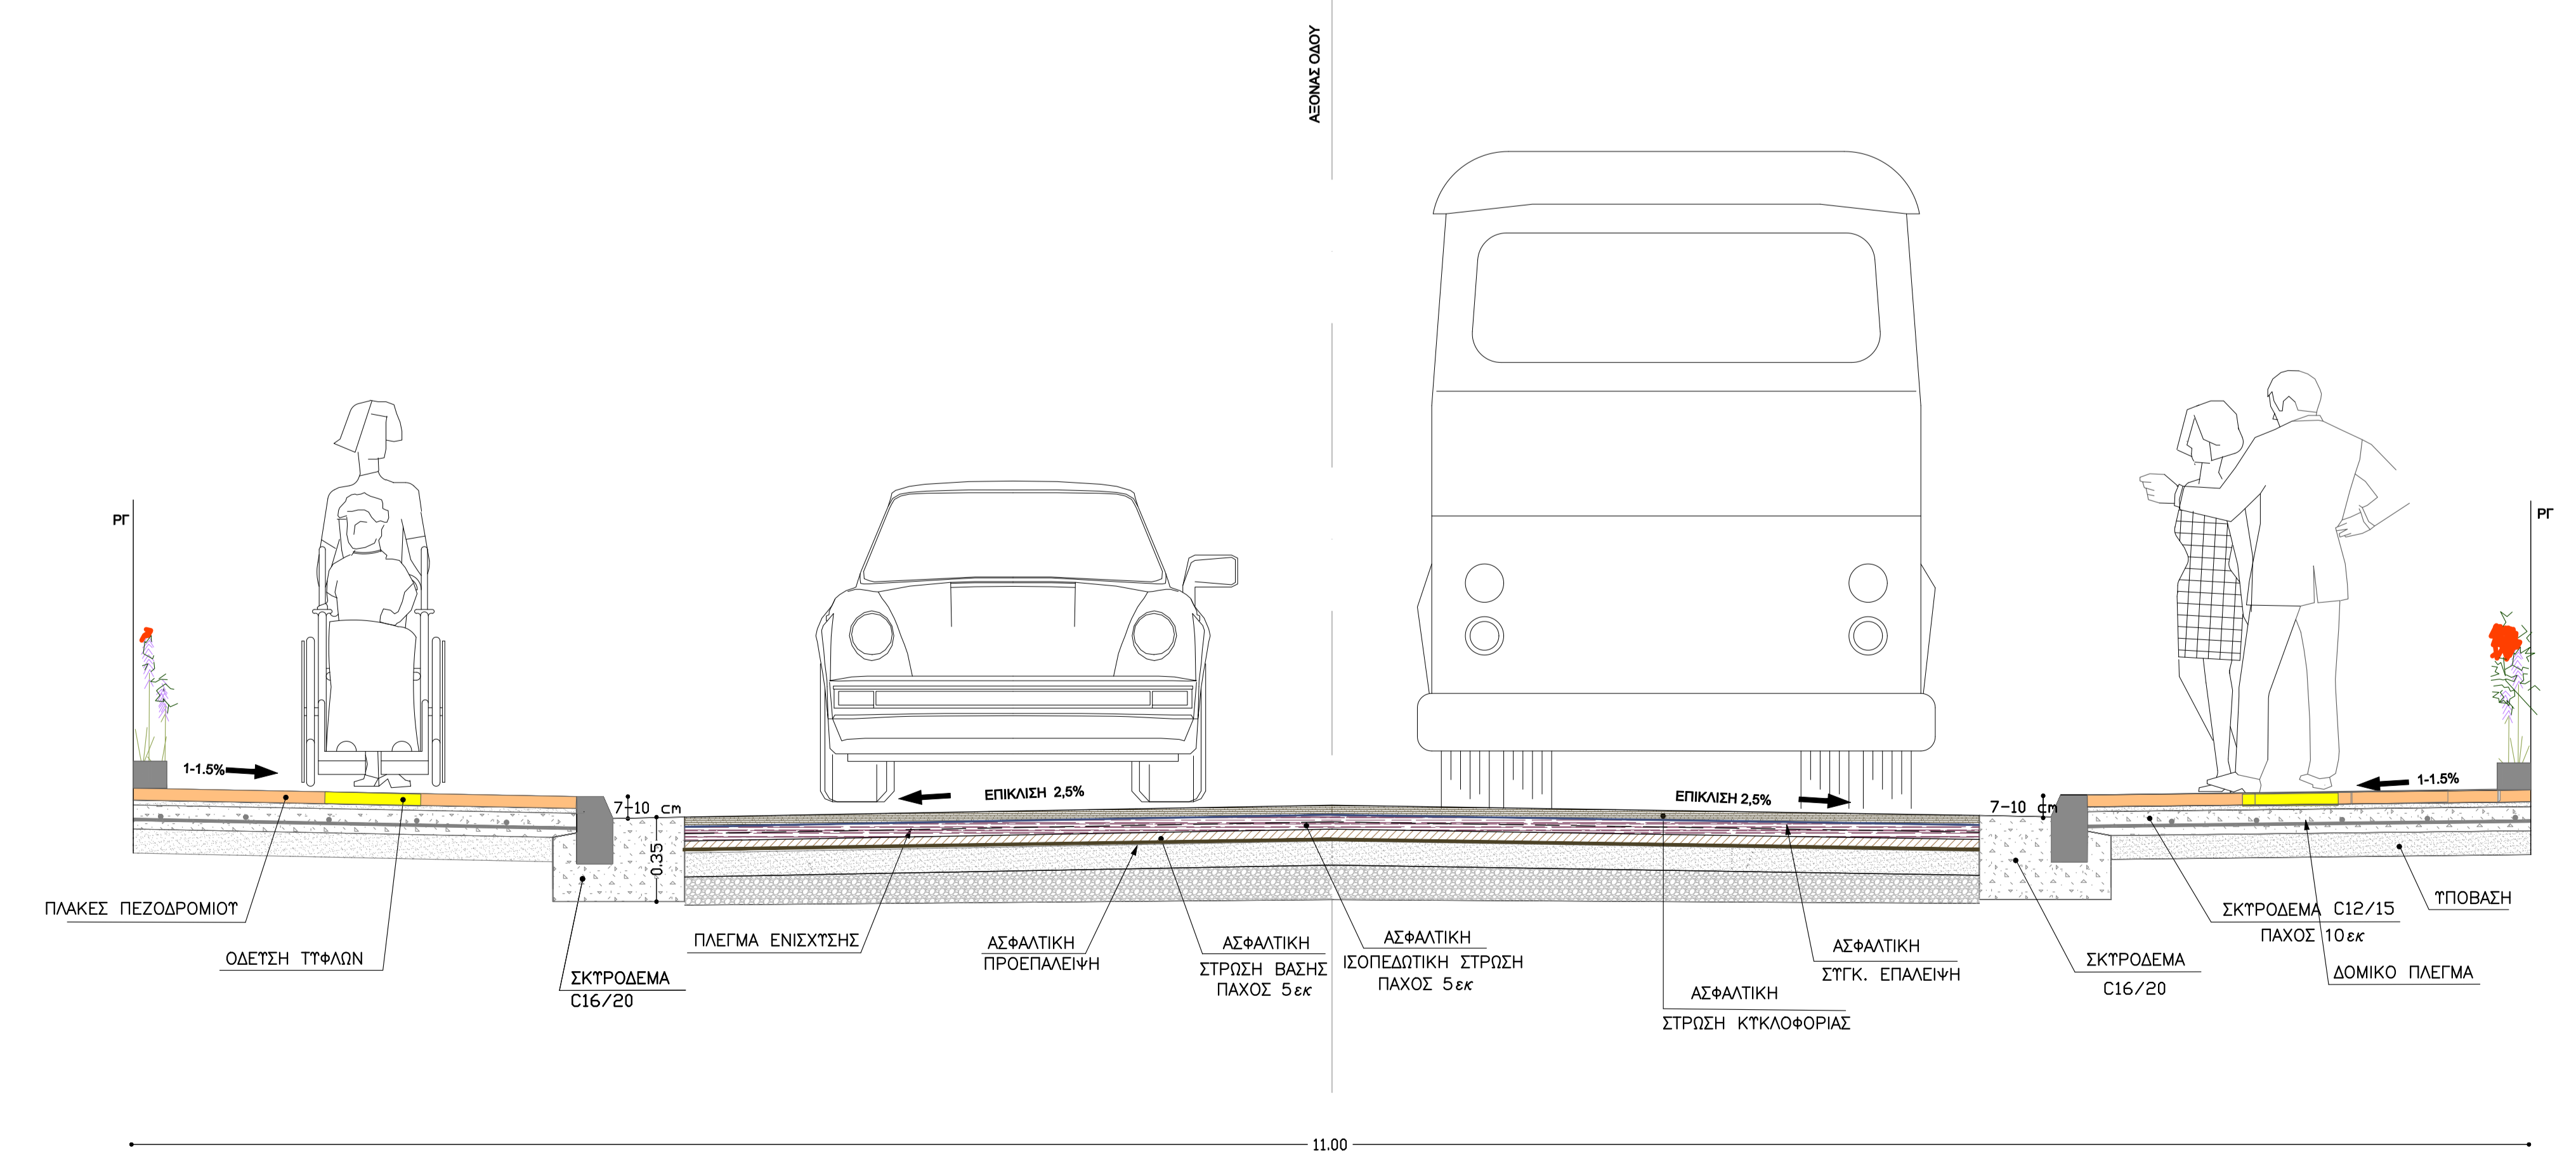 ΑΞΟΝΑΣ ΟΔΟΥ
ΡΓ
ΡΓ
1-1.5%
7-10 cm
0.35
ΕΠΙΚΛΙΣΗ 2,5%
ΕΠΙΚΛΙΣΗ 2,5%
7-10 cm
1-1.5%
ΠΛΑΚΕΣ ΠΕΖΟΔΡΟΜΙΟΥ
ΟΔΕΥΣΗ ΤΥΦΛΩΝ
ΣΚΥΡΟΔΕΜΑ
C16/20
ΠΛΕΓΜΑ ΕΝΙΣΧΥΣΗΣ
ΑΣΦΑΛΤΙΚΗ
ΠΡΟΕΠΑΛΕΙΨΗ
ΑΣΦΑΛΤΙΚΗ
ΣΤΡΩΣΗ ΒΑΣΗΣ
ΠΑΧΟΣ 5εκ
ΑΣΦΑΛΤΙΚΗ
ΙΣΟΠΕΔΩΤΙΚΗ ΣΤΡΩΣΗ
ΠΑΧΟΣ 5εκ
ΑΣΦΑΛΤΙΚΗ
ΣΤΡΩΣΗ ΚΥΚΛΟΦΟΡΙΑΣ
ΑΣΦΑΛΤΙΚΗ
ΣΥΓΚ. ΕΠΑΛΕΙΨΗ
ΣΚΥΡΟΔΕΜΑ
C16/20
ΣΚΥΡΟΔΕΜΑ C12/15
ΠΑΧΟΣ 10εκ
ΔΟΜΙΚΟ ΠΛΕΓΜΑ
ΥΠΟΒΑΣΗ
11.00